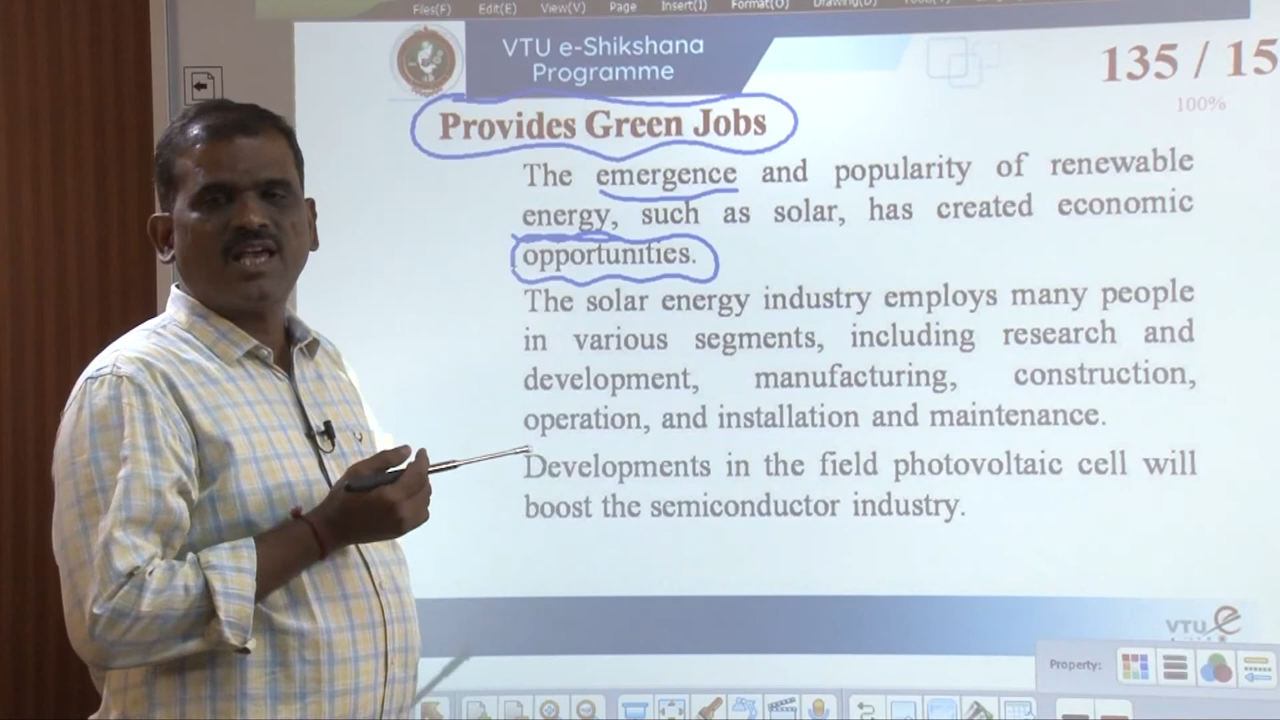 Files(F) Edit(E) View(V) Page Insert(I) Format(O) Drawing(D)
VTU e-Shikshana
Programme
135 / 15
100%
Provides Green Jobs
The emergence and popularity of renewable
energy, such as solar, has created economic
opportunities.
The solar energy industry employs many people
in various segments, including research and
development, manufacturing, construction,
operation, and installation and maintenance.
Developments in the field photovoltaic cell will
boost the semiconductor industry.
VTU e
Property: